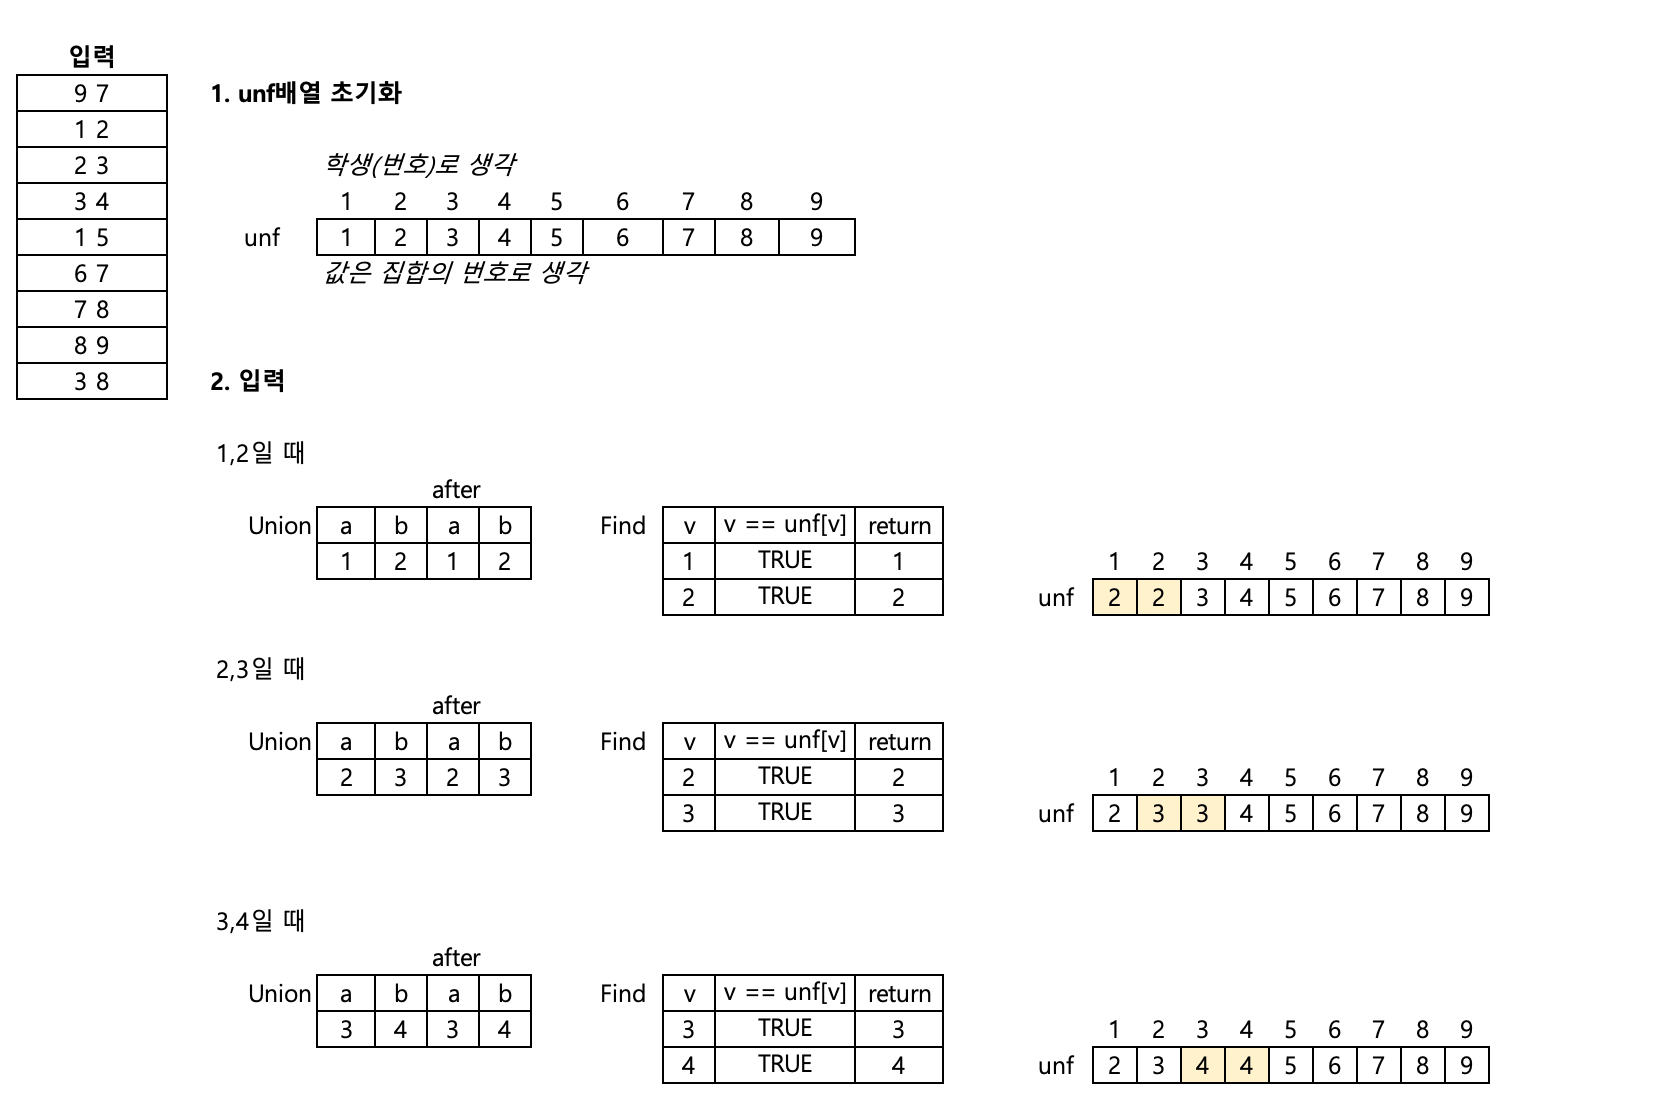 입력
9 7
1 2
2 3
3 4
1 5
6 7
7 8
8 9
3 8
1. unf배열 초기화
학생(번호)로 생각
1 2 3 4 5 6 7 8 9
unf 1 2 3 4 5 6 7 8 9
값은 집합의 번호로 생각
2. 입력
1,2일 때
after
Union a b a b
1 2 1 2
Find v v == unf[v] return
1 TRUE 1
2 TRUE 2
1 2 3 4 5 6 7 8 9
unf 2 2 3 4 5 6 7 8 9
2,3일 때
after
Union a b a b
2 3 2 3
Find v v == unf[v] return
2 TRUE 2
3 TRUE 3
1 2 3 4 5 6 7 8 9
unf 2 3 3 4 5 6 7 8 9
3,4일 때
after
Union a b a b
3 4 3 4
Find v v == unf[v] return
3 TRUE 3
4 TRUE 4
1 2 3 4 5 6 7 8 9
unf 2 3 4 4 5 6 7 8 9